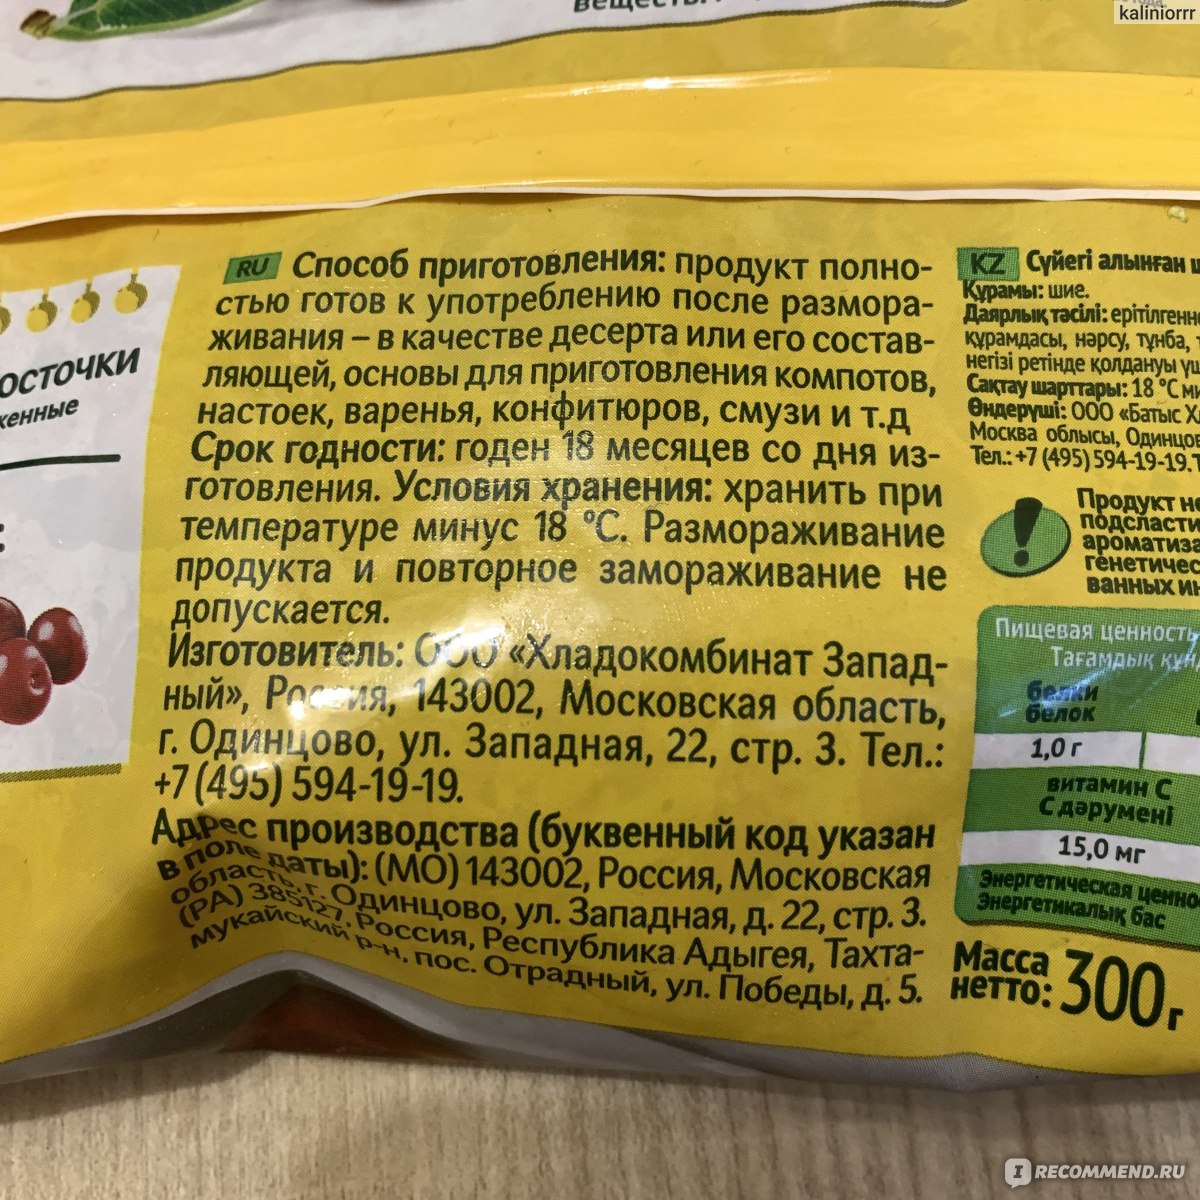 kaliniorrr
RU Способ приготовления: продукт полно-
стью готов к употреблению после размора-
живания – в качестве десерта или его состав-
ляющей, основы для приготовления компотов,
настоек, варенья, конфитюров, смузи и т.д
Срок годности: годен 18 месяцев со дня из-
готовления. Условия хранения: хранить при
температуре минус 18 °С. Размораживание
продукта и повторное замораживание не
допускается.
Изготовитель: ООО «Хладокомбинат Запад-
ный», Россия, 143002, Московская область,
г. Одинцово, ул. Западная, 22, стр. 3. Тел.:
+7 (495) 594-19-19.
Адрес производства (буквенный код указан
в поле даты): (МО) 143002, Россия, Московская
область, г. Одинцово, ул. Западная, д. 22, стр. 3.
(РА) 385127, Россия, Республика Адыгея, Тахта-
мукайский р-н, пос. Отрадный, ул. Победы, д. 5.
KZ Сүйегі алынған
Құрамы: шие.
Даярлық тәсілі:
құрамдасы, нәрсу, тұнба,
негізі ретінде қолдануы
Сақтау шарттары: 18 °С
Өндеруші: ООО «Батыс
Москва облысы,
Тел.: +7 (495) 594-19-19.
Продукт
Пищевая ценность
Тағамдық
белки
белок
1,0 г
витамин С
С дәрумені
15,0 мг
Энергетическая
Энергетикалық
Масса
нетто: 300 г
RECOMMEND.RU